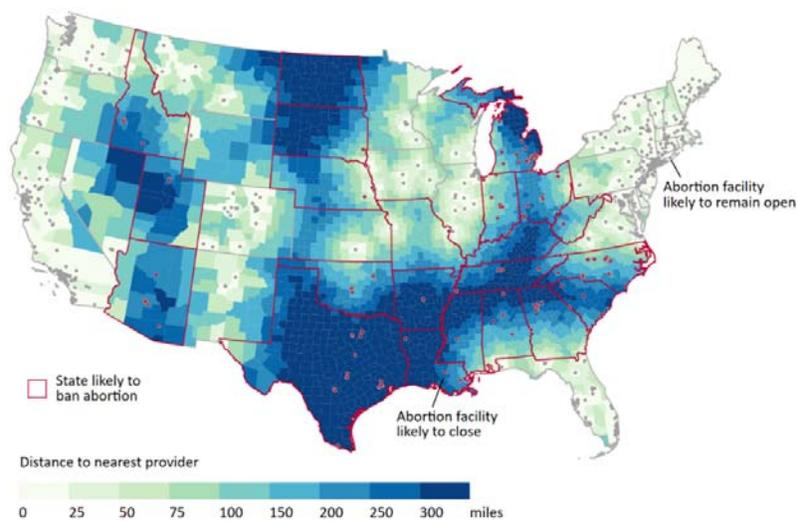 Abortion facility
likely to remain open
State likely to
ban abortion
Abortion facility
likely to close
Distance to nearest provider
0 25 50 75 100 150 200 250 300 miles